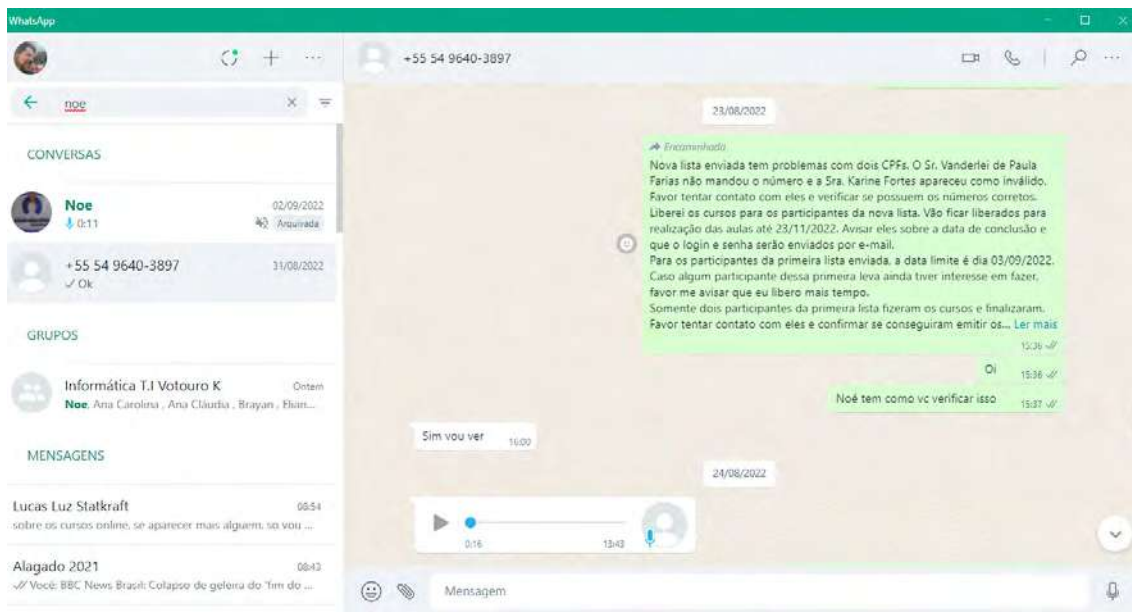 WhatsApp
noe
CONVERSAS
Noe
02/09/2022
0:11
Arquivada
+55 54 9640-3897
31/08/2022
Ok
GRUPOS
Informática T.I Votouro K
Ontem
Noe, Ana Carolina , Ana Cláudia , Brayan , Elian...
MENSAGENS
Lucas Luz Statkraft
08:54
sobre os cursos online, se aparecer mais alguem, so vou ...
Alagado 2021
08:43
Você: BBC News Brasil: Colapso de geleira do 'fim do ...
+55 54 9640-3897
23/08/2022
Encaminhada
Nova lista enviada tem problemas com dois CPFs. O Sr. Vanderlei de Paula
Farias não mandou o número e a Sra. Karine Fortes apareceu como inválido.
Favor tentar contato com eles e verificar se possuem os números corretos.
Liberei os cursos para os participantes da nova lista. Vão ficar liberados para
realização das aulas até 23/11/2022. Avisar eles sobre a data de conclusão e
que o login e senha serão enviados por e-mail.
Para os participantes da primeira lista enviada, a data limite é dia 03/09/2022.
Caso algum participante dessa primeira leva ainda tiver interesse em fazer,
favor me avisar que eu libero mais tempo.
Somente dois participantes da primeira lista fizeram os cursos e finalizaram.
Favor tentar contato com eles e confirmar se conseguiram emitir os... Ler mais
15:36
Oi
15:36
Noé tem como vc verificar isso
15:37
Sim vou ver
16:00
24/08/2022
0:16
13:43
Mensagem